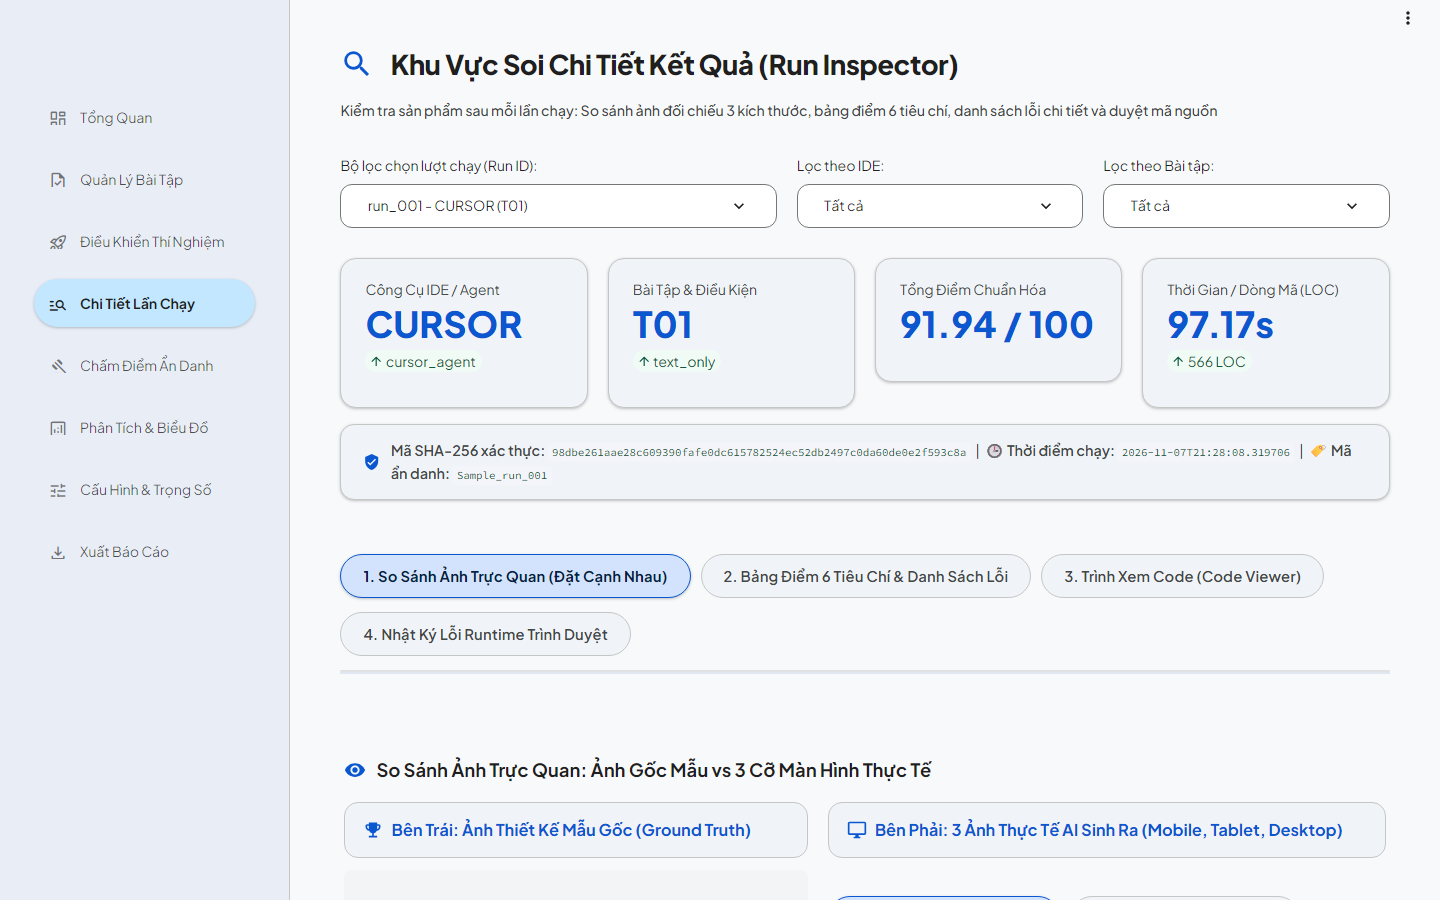 Khu Vực Soi Chi Tiết Kết Quả (Run Inspector)
Kiểm tra sản phẩm sau mỗi lần chạy: So sánh ảnh đối chiếu 3 kích thước, bảng điểm 6 tiêu chí, danh sách lỗi chi tiết và duyệt mã nguồn
Tổng Quan
Quản Lý Bài Tập
Điều Khiển Thí Nghiệm
Chi Tiết Lần Chạy
Chấm Điểm Ẩn Danh
Phân Tích & Biểu Đồ
Cấu Hình & Trọng Số
Xuất Báo Cáo
Bộ lọc chọn lượt chạy (Run ID):
run_001 - CURSOR (T01)
Lọc theo IDE:
Tất cả
Lọc theo Bài tập:
Tất cả
Công Cụ IDE / Agent
CURSOR
↑ cursor_agent
Bài Tập & Điều Kiện
T01
↑ text_only
Tổng Điểm Chuẩn Hóa
91.94 / 100
Thời Gian / Dòng Mã (LOC)
97.17s
↑ 566 LOC
Mã SHA-256 xác thực: 98dbe261aae28c609390fafe0dc615782524ec52db2497c0da60de0e2f593c8a | 🕒 Thời điểm chạy: 2026-11-07T21:28:08.319706 | 🏷️ Mã
ẩn danh: Sample_run_001
1. So Sánh Ảnh Trực Quan (Đặt Cạnh Nhau)
2. Bảng Điểm 6 Tiêu Chí & Danh Sách Lỗi
3. Trình Xem Code (Code Viewer)
4. Nhật Ký Lỗi Runtime Trình Duyệt
So Sánh Ảnh Trực Quan: Ảnh Gốc Mẫu vs 3 Cỡ Màn Hình Thực Tế
Bên Trái: Ảnh Thiết Kế Mẫu Gốc (Ground Truth)
Bên Phải: 3 Ảnh Thực Tế AI Sinh Ra (Mobile, Tablet, Desktop)